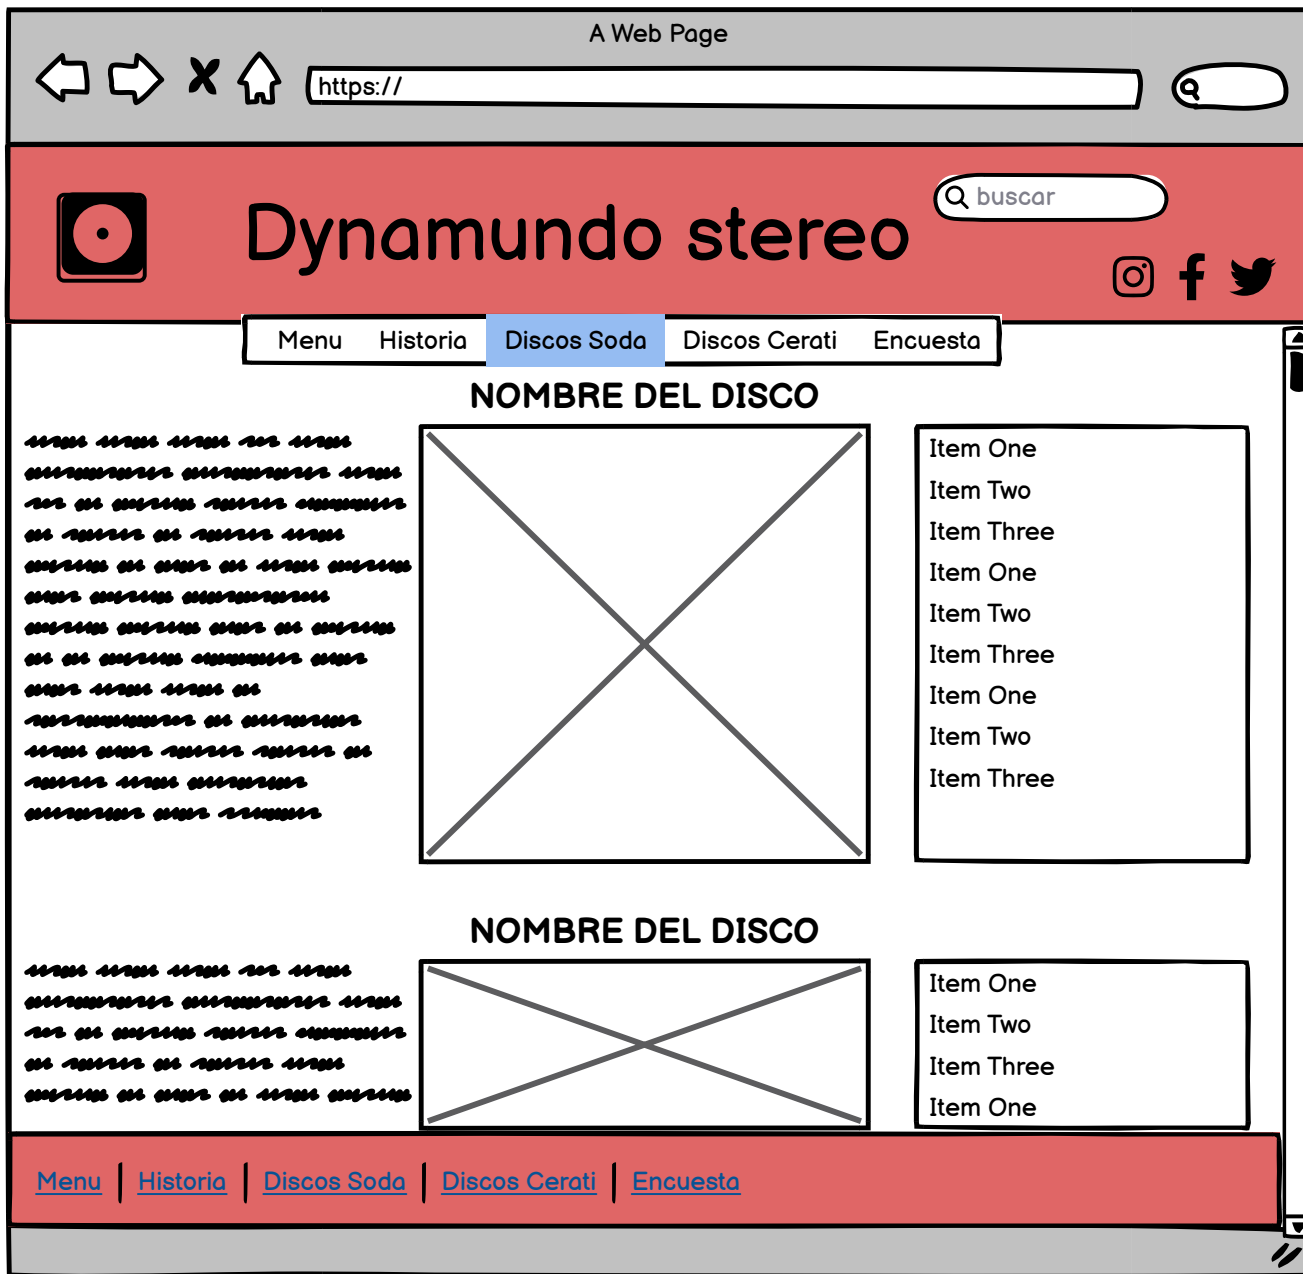 A Web Page
https://
buscar
Dynamundo stereo
Menu Historia Discos Soda Discos Cerati Encuesta
NOMBRE DEL DISCO
Item One
Item Two
Item Three
Item One
Item Two
Item Three
Item One
Item Two
Item Three
NOMBRE DEL DISCO
Item One
Item Two
Item Three
Item One
Menu | Historia | Discos Soda | Discos Cerati | Encuesta